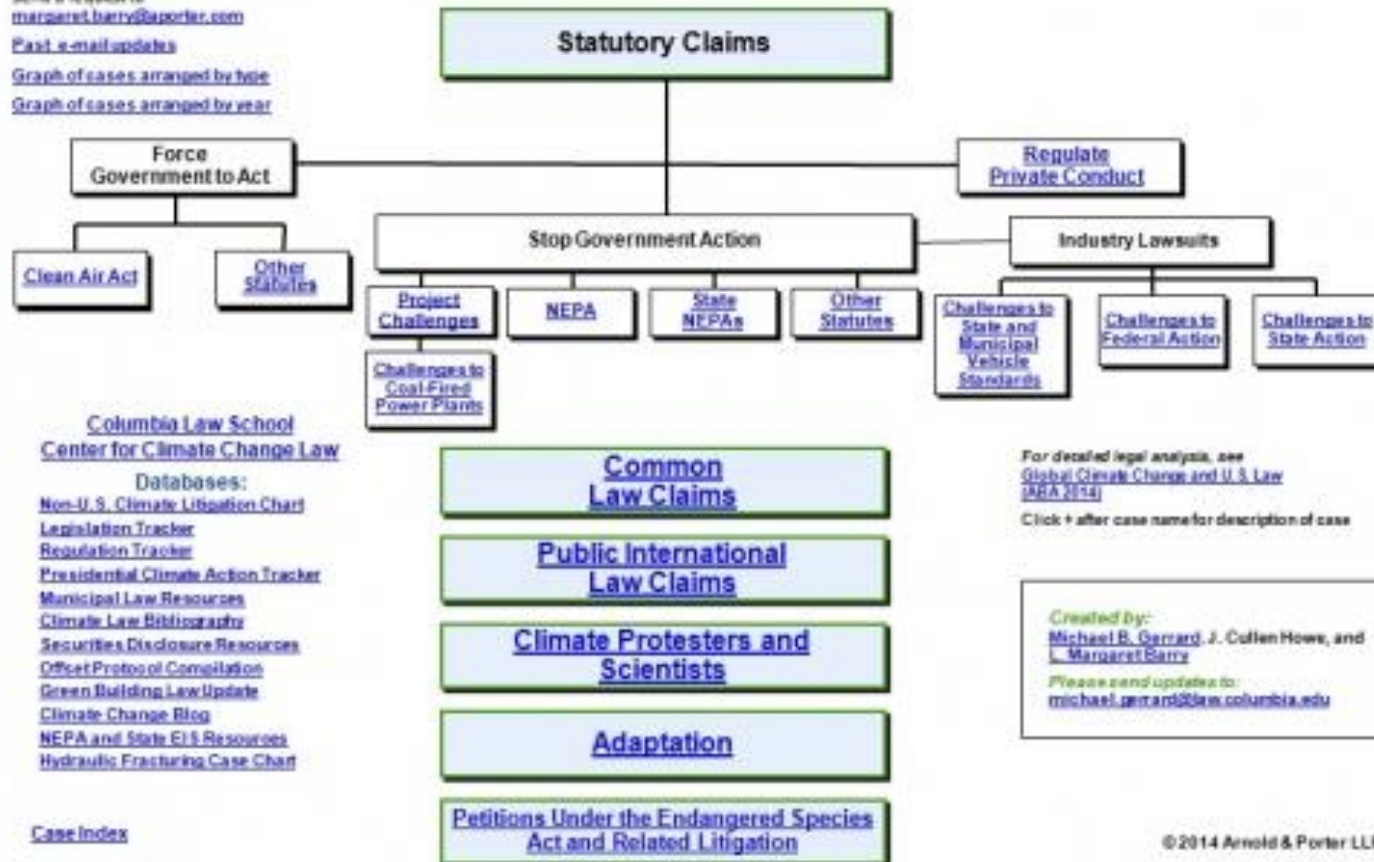 margaret.barry@aporter.com
Past e-mail updates
Graph of cases arranged by type
Graph of cases arranged by year
Statutory Claims
Force
Government to Act
Regulate
Private Conduct
Stop Government Action
Industry Lawsuits
Clean Air Act
Other
Statutes
Project
Challenges
NEPA
State
NEPAs
Other
Statutes
Challenges to
State and
Municipal
Vehicle
Standards
Challenges to
Federal Action
Challenges to
State Action
Challenges to
Coal-Fired
Power Plants
Columbia Law School
Center for Climate Change Law
Databases:
Non-U.S. Climate Litigation Chart
Legislation Tracker
Regulation Tracker
Presidential Climate Action Tracker
Municipal Law Resources
Climate Law Bibliography
Securities Disclosure Resources
Offset Protocol Compilation
Green Building Law Update
Climate Change Blog
NEPA and State EIS Resources
Hydraulic Fracturing Case Chart
Case Index
Common
Law Claims
Public International
Law Claims
Climate Protesters and
Scientists
Adaptation
Petitions Under the Endangered Species
Act and Related Litigation
For detailed legal analysis, see
Global Climate Change and U.S. Law
(ABA 2014)
Click + after case name for description of case
Created by:
Michael B. Gerrard, J. Cullen Howe, and
L. Margaret Barry
Please send updates to:
michael.gerrard@law.columbia.edu
©2014 Arnold & Porter LL